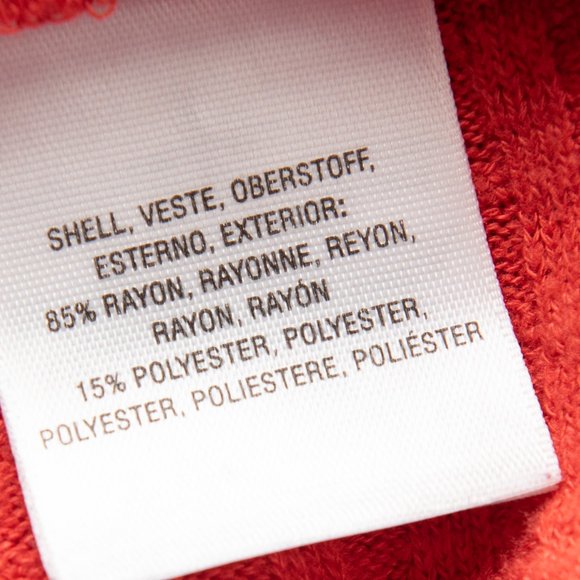 SHELL, VESTE, OBERSTOFF,
ESTERNO, EXTERIOR:
85% RAYON, RAYONNE, REYON,
RAYON, RAYÓN
15% POLYESTER, POLYESTER,
POLYESTER, POLIESTERE, POLIÉSTER